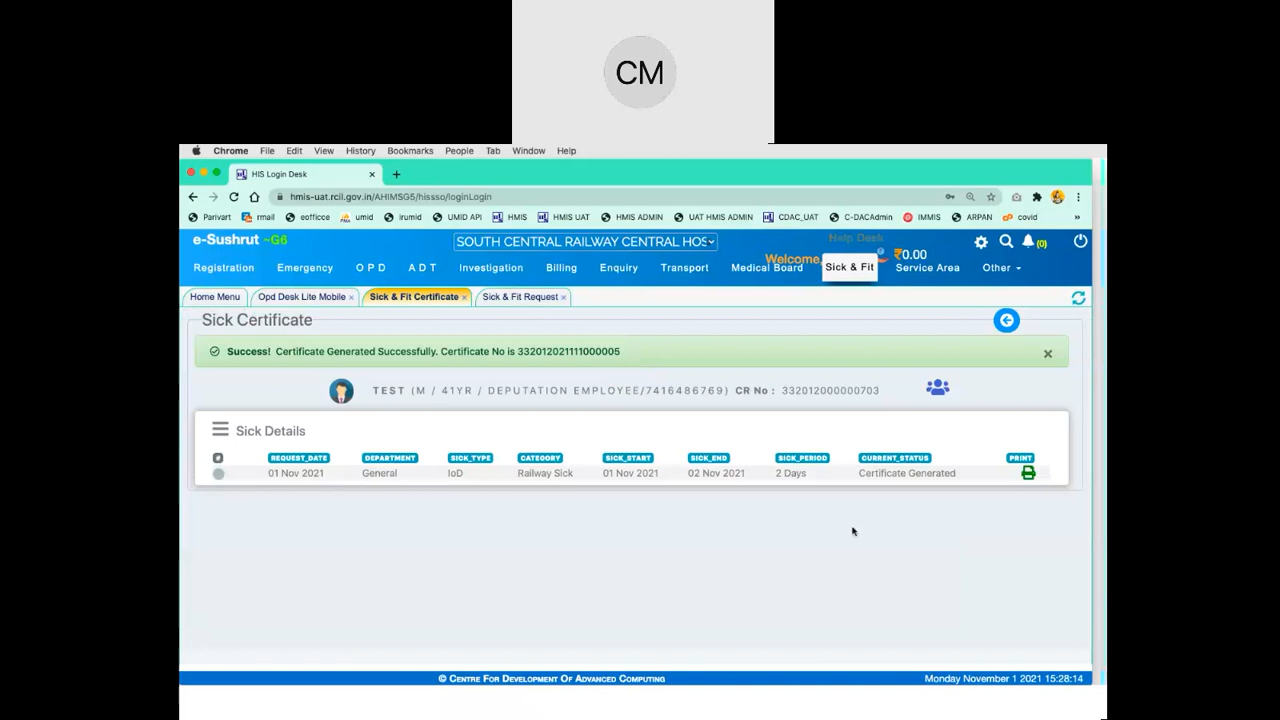 CM
Chrome File Edit View History Bookmarks People Tab Window Help
HIS Login Desk
hmis-uat.rcil.gov.in/AHIMSG5/hissso/loginLogin
Parivart rmail eofficce umid irumid UMID API HMIS HMIS UAT HMIS ADMIN UAT HMIS ADMIN CDAC_UAT C-DACAdmin IMMIS ARPAN covid »
e-Sushrut ~G6 SOUTH CENTRAL RAILWAY CENTRAL HOS Help Desk (0)
Welcome, ₹0.00
Registration Emergency O P D A D T Investigation Billing Enquiry Transport Medical Board Sick & Fit Service Area Other
Home Menu Opd Desk Lite Mobile × Sick & Fit Certificate × Sick & Fit Request ×
Sick Certificate
Success! Certificate Generated Successfully. Certificate No is 332012021111000005 ×
TEST (M / 41YR / DEPUTATION EMPLOYEE/7416486769) CR No : 332012000000703
Sick Details
REQUEST_DATE DEPARTMENT SICK_TYPE CATEGORY SICK_START SICK_END SICK_PERIOD CURRENT_STATUS PRINT
01 Nov 2021 General IoD Railway Sick 01 Nov 2021 02 Nov 2021 2 Days Certificate Generated
© CENTRE FOR DEVELOPMENT OF ADVANCED COMPUTING Monday November 1 2021 15:28:14